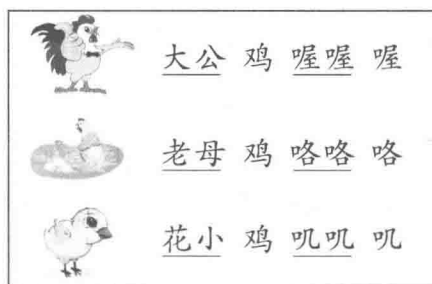 大公 鸡 喔喔 喔
老母 鸡 咯咯 咯
花小 鸡 叽叽 叽